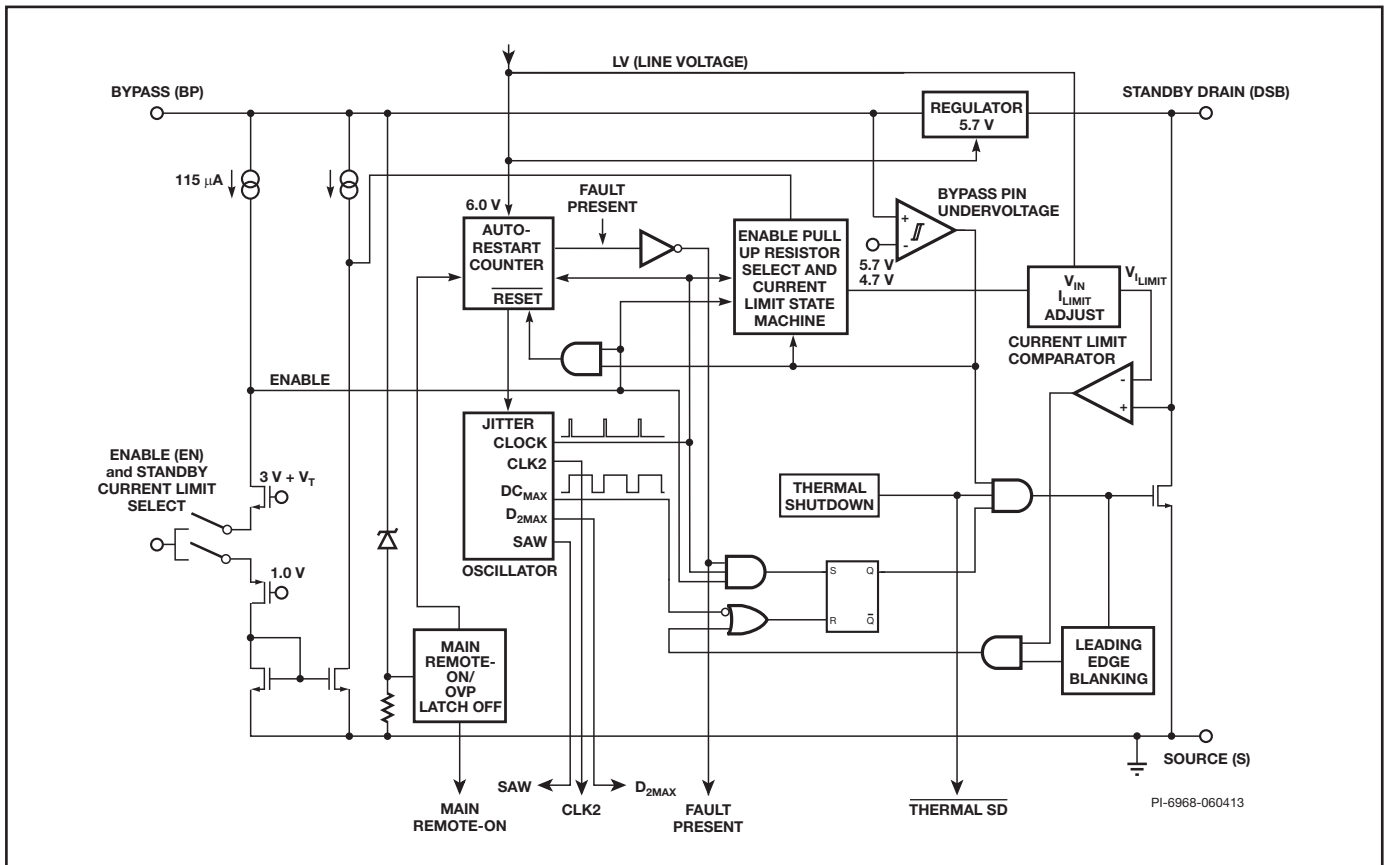 LV (LINE VOLTAGE)
BYPASS (BP)
REGULATOR
5.7 V
STANDBY DRAIN (DSB)
115 μA
6.0 V
FAULT
PRESENT
AUTO-
RESTART
COUNTER
RESET
ENABLE PULL
UP RESISTOR
SELECT AND
CURRENT
LIMIT STATE
MACHINE
BYPASS PIN
UNDERVOLTAGE
+
-
5.7 V
4.7 V
VIN
ILIMIT
ADJUST
VILIMIT
CURRENT LIMIT
COMPARATOR
-
+
ENABLE
JITTER
CLOCK
CLK2
DCMAX
D2MAX
SAW
OSCILLATOR
ENABLE (EN)
and STANDBY
CURRENT LIMIT
SELECT
3 V + VT
1.0 V
THERMAL
SHUTDOWN
S Q
R Q̅
MAIN
REMOTE-
ON/
OVP
LATCH OFF
LEADING
EDGE
BLANKING
SOURCE (S)
SAW
D2MAX
MAIN
REMOTE-ON
CLK2
FAULT
PRESENT
THERMAL SD
PI-6968-060413